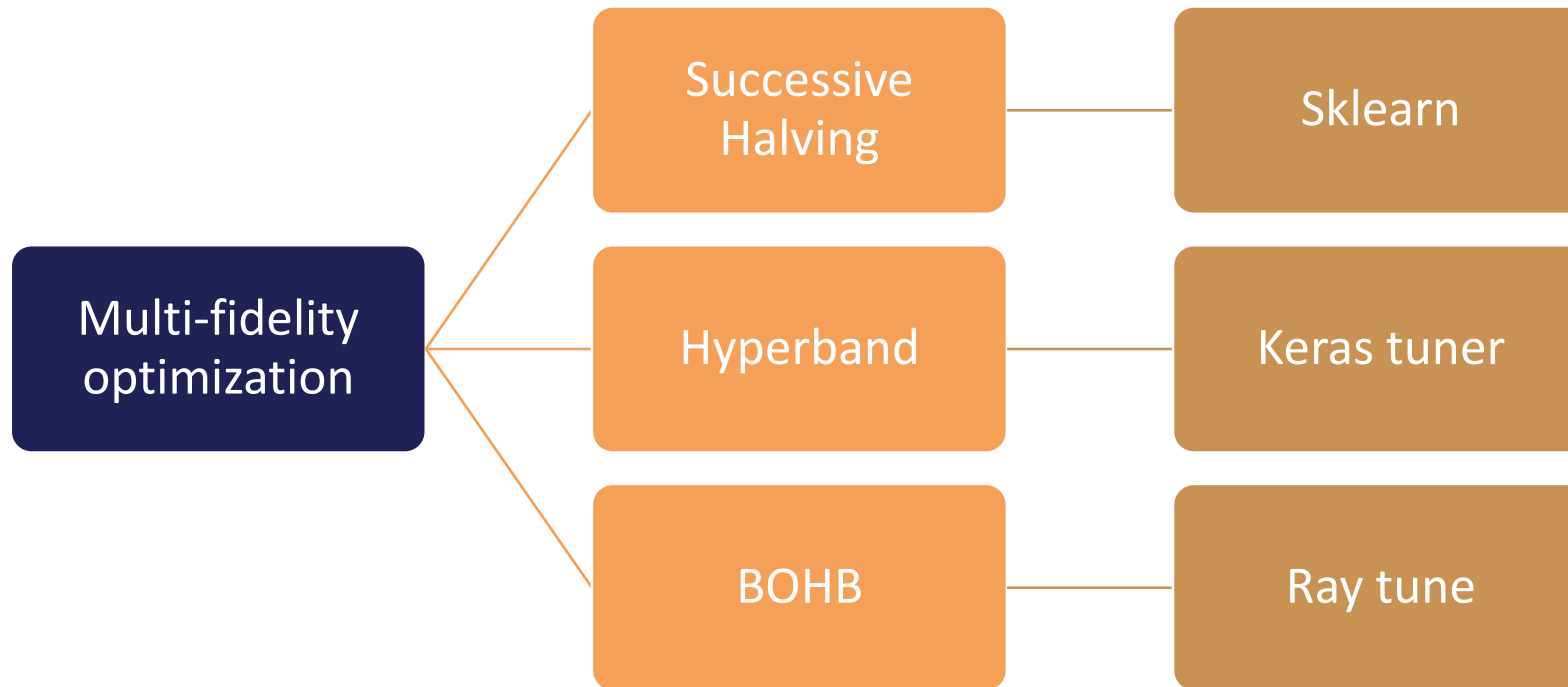 Successive
Halving
Sklearn
Multi-fidelity
optimization
Hyperband
Keras tuner
BOHB
Ray tune